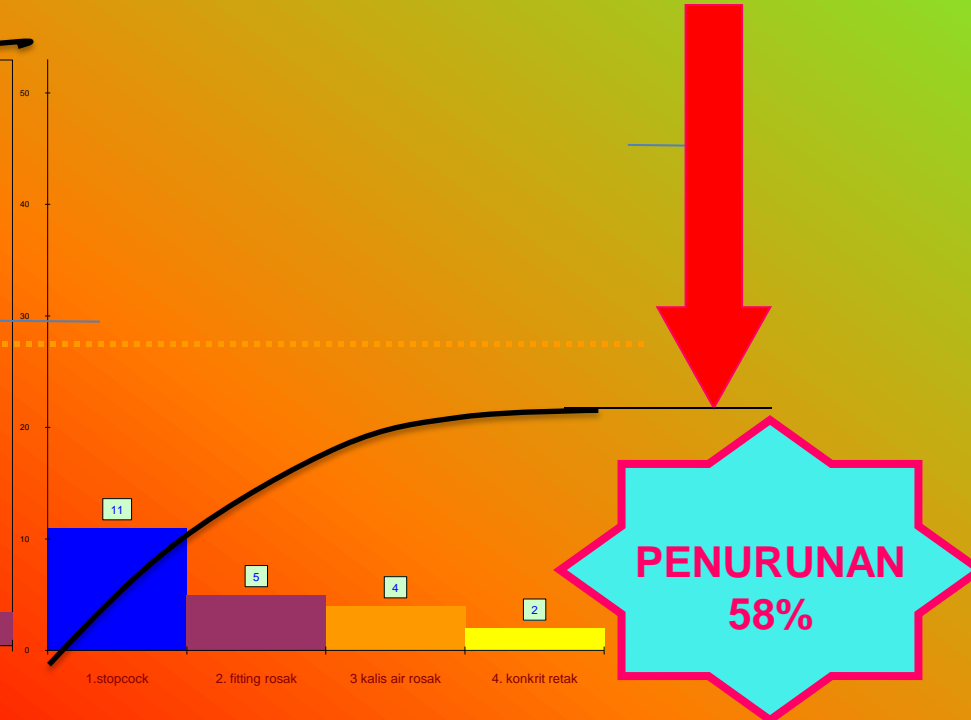 50
40
30
20
10
0
11
5
4
2
1.stopcock
2. fitting rosak
3 kalis air rosak
4. konkrit retak
PENURUNAN
58%